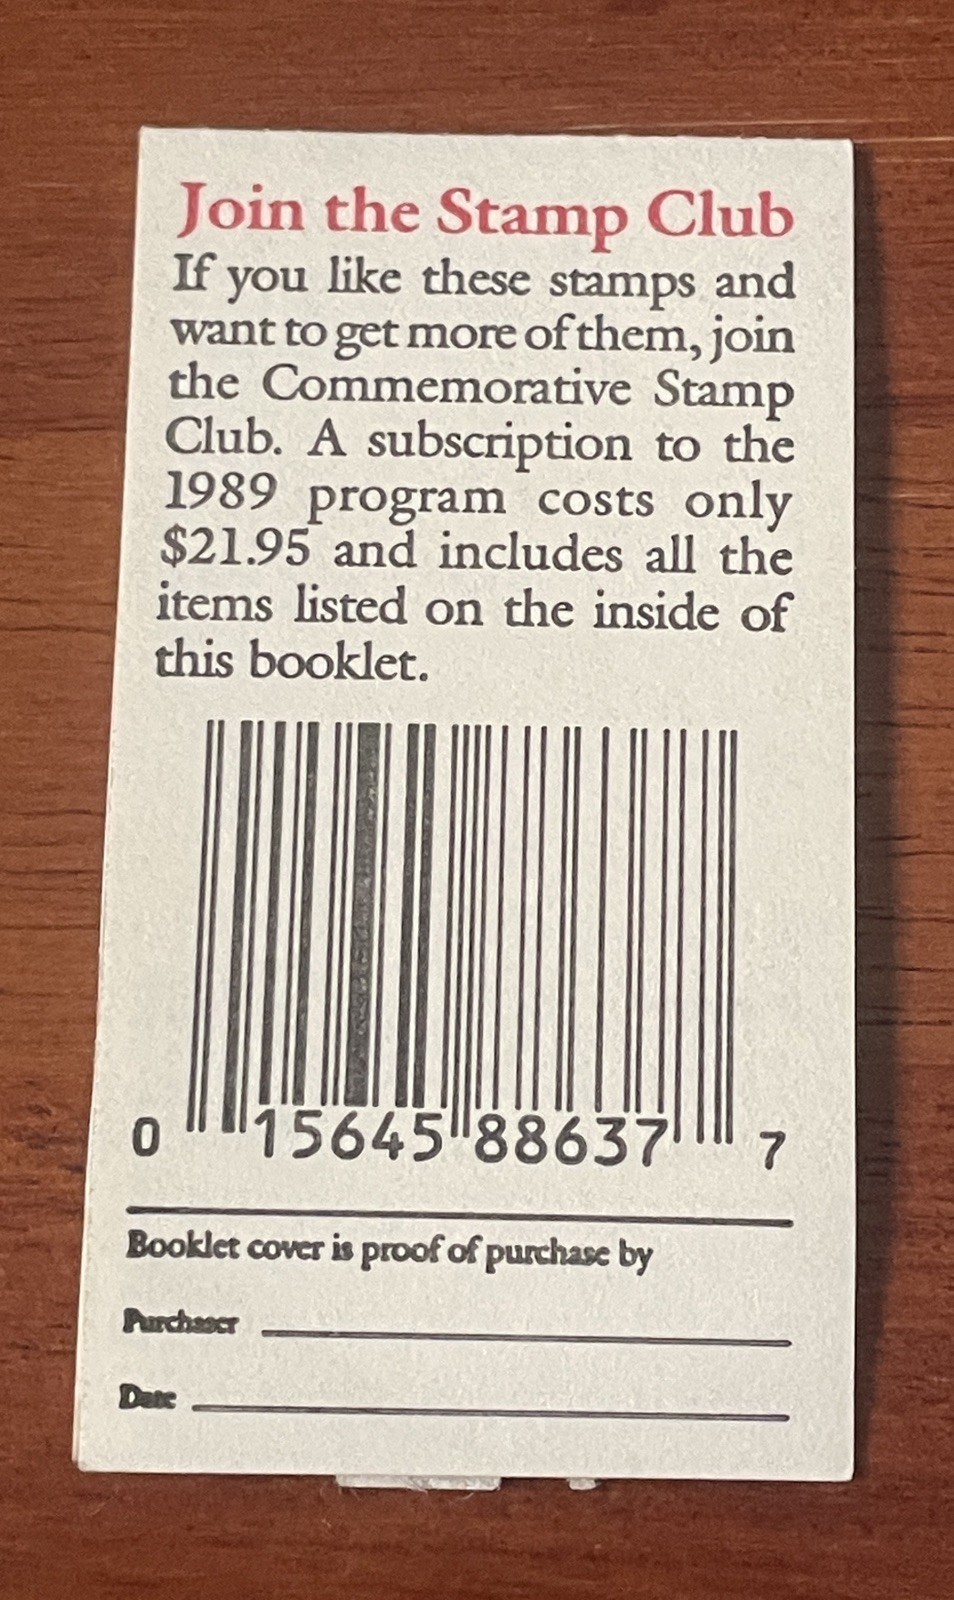 Join the Stamp Club
If you like these stamps and
want to get more of them, join
the Commemorative Stamp
Club. A subscription to the
1989 program costs only
$21.95 and includes all the
items listed on the inside of
this booklet.
0 15645 88637 7
Booklet cover is proof of purchase by
Purchaser
Date